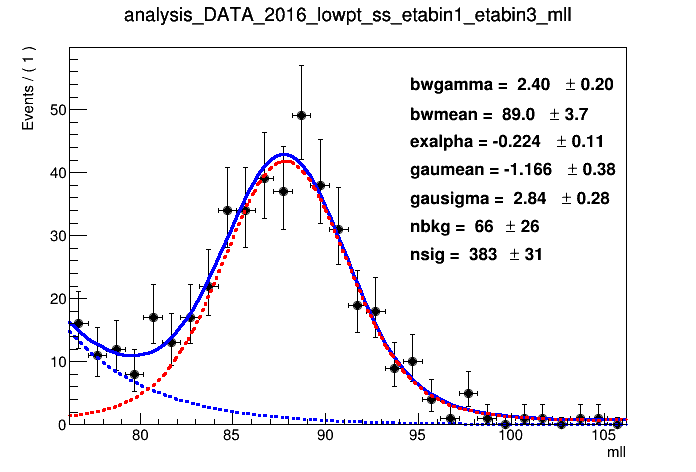 analysis_DATA_2016_lowpt_ss_etabin1_etabin3_mll
Events / ( 1 )
bwgamma = 2.40 ± 0.20
bwmean = 89.0 ± 3.7
exalpha = -0.224 ± 0.11
gaumean = -1.166 ± 0.38
gausigma = 2.84 ± 0.28
nbkg = 66 ± 26
nsig = 383 ± 31
50
40
30
20
10
0
80 85 90 95 100 105
mll